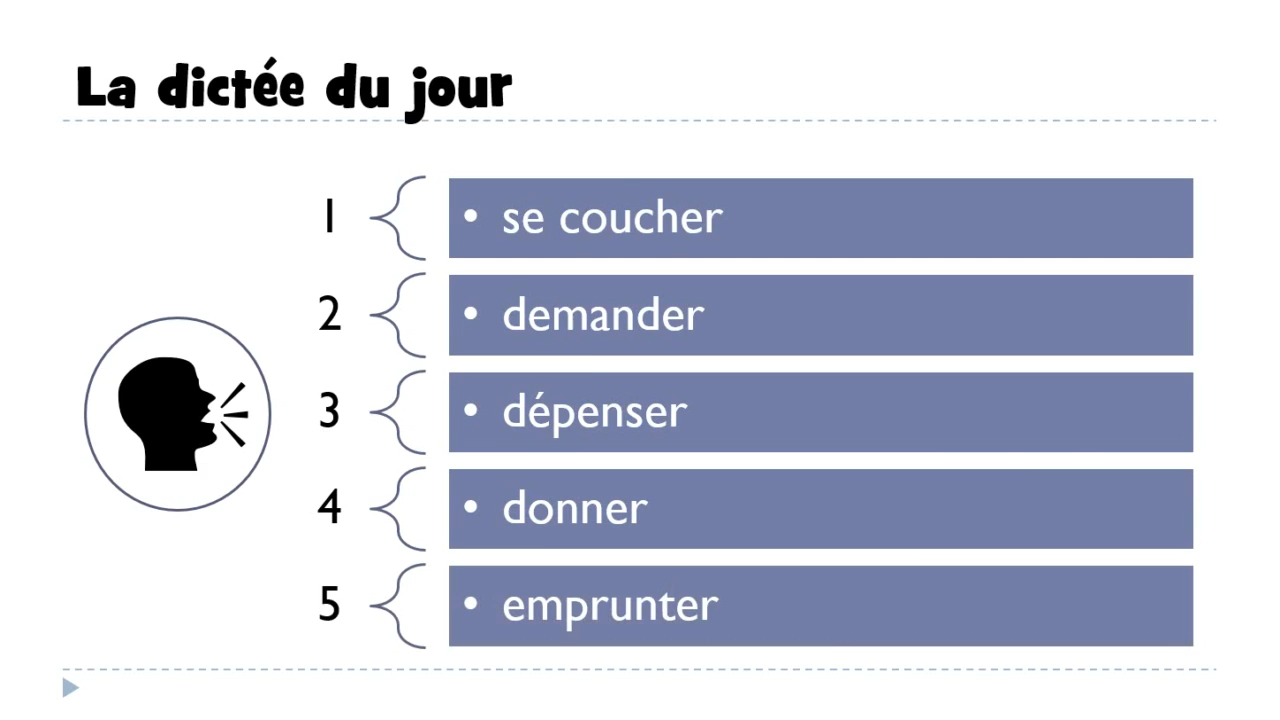 La dictée du jour
1
• se coucher
2
• demander
3
• dépenser
4
• donner
5
• emprunter